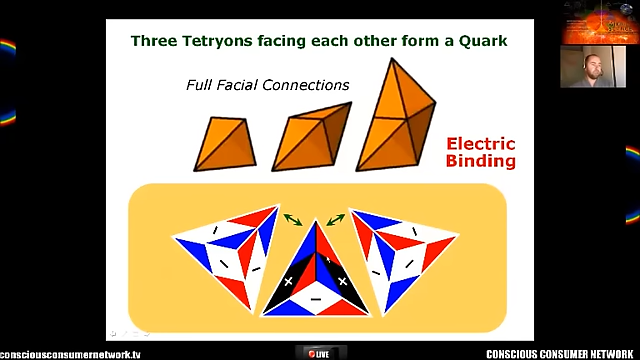 Three Tetryons facing each other form a Quark
Full Facial Connections
Electric
Binding
LIVE
consciousconsumernetwork.tv
CONSCIOUS CONSUMER NETWORK